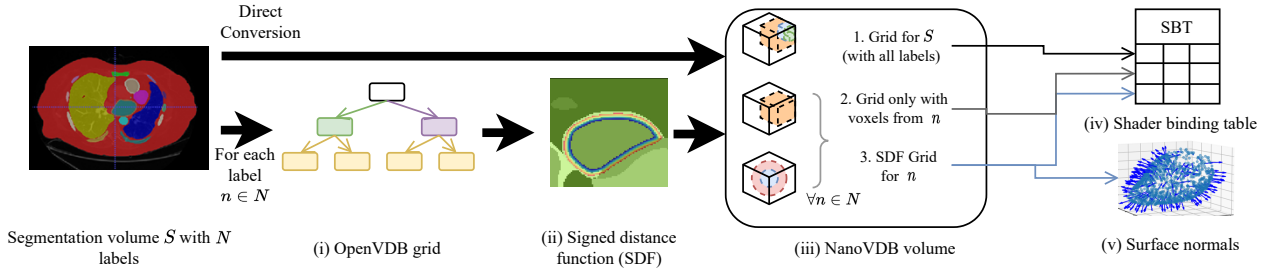 Direct
Conversion
For each
label
n ∈ N
Segmentation volume S with N
labels
(i) OpenVDB grid
(ii) Signed distance
function (SDF)
1. Grid for S
(with all labels)
2. Grid only with
voxels from n
3. SDF Grid
for n
∀n ∈ N
(iii) NanoVDB volume
SBT
(iv) Shader binding table
(v) Surface normals